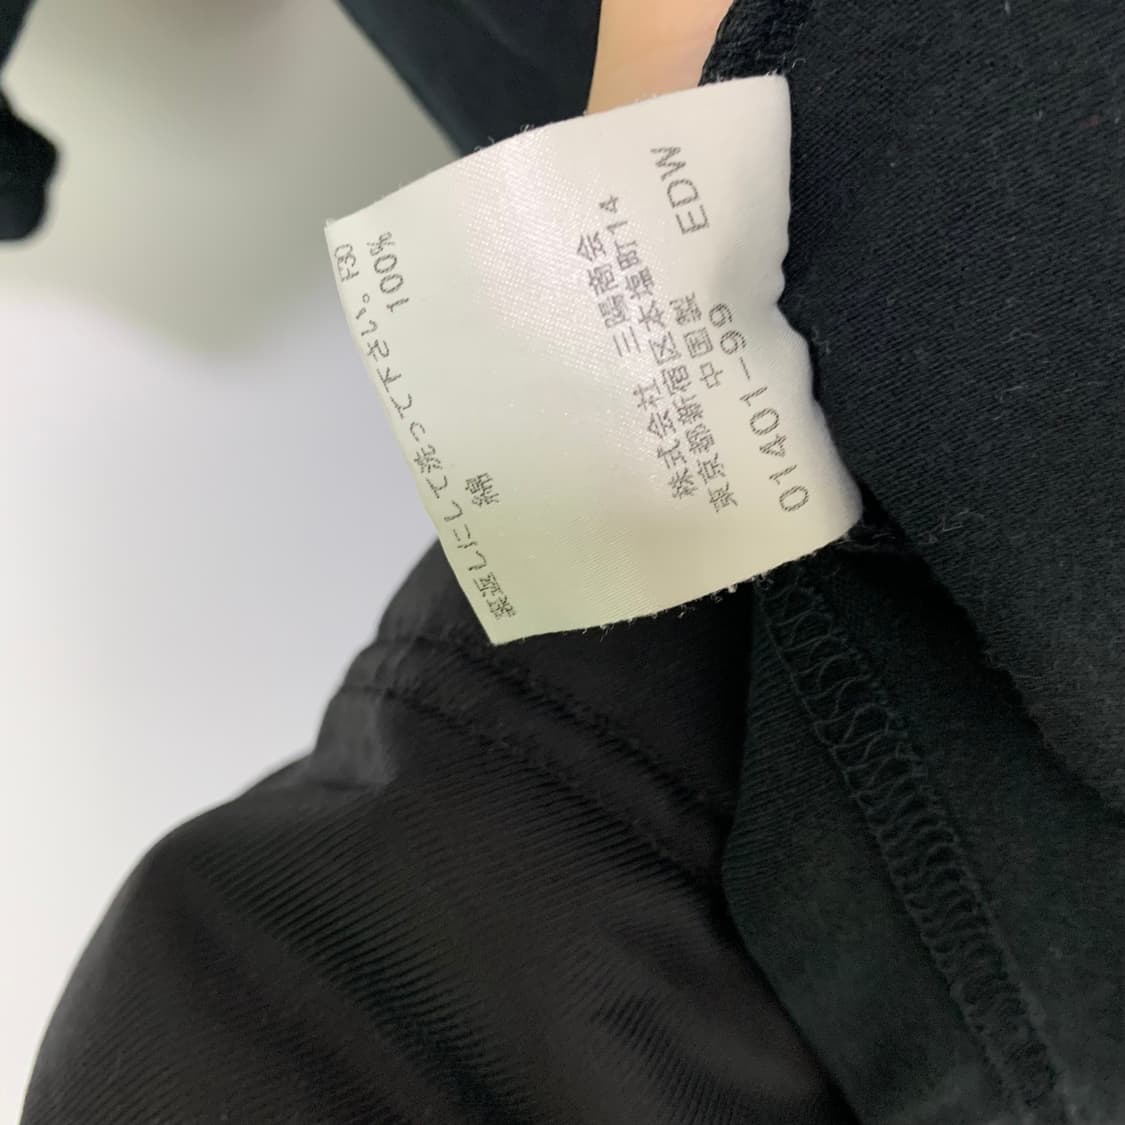 裏返しにして洗って下さい。F30
綿 100%
株式会社 三陽商会
東京都新宿区本塩町14
中国製
01401-99 EDW